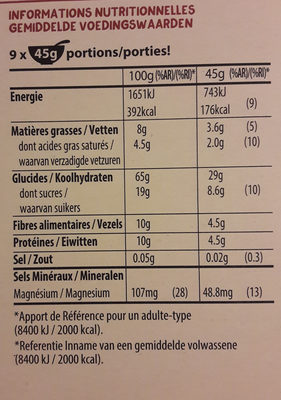 INFORMATIONS NUTRITIONNELLES
GEMIDDELDE VOEDINGSWAARDEN
9 x 45g portions/porties!
100g (%AR)/(%RI)* 45g (%AR)/(%RI)*
Energie 1651kJ 743kJ
392kcal 176kcal (9)
Matières grasses / Vetten 8g 3.6g (5)
dont acides gras saturés / 4.5g 2.0g (10)
waarvan verzadigde vetzuren
Glucides / Koolhydraten 65g 29g
dont sucres / 19g 8.6g (10)
waarvan suikers
Fibres alimentaires / Vezels 10g 4.5g
Protéines / Eiwitten 10g 4.5g
Sel / Zout 0.05g 0.02g (0.3)
Sels Minéraux / Mineralen
Magnésium / Magnesium 107mg (28) 48.8mg (13)
*Apport de Référence pour un adulte-type
(8400 kJ / 2000 kcal).
*Referentie Inname van een gemiddelde volwassene
(8400 kJ / 2000 kcal).